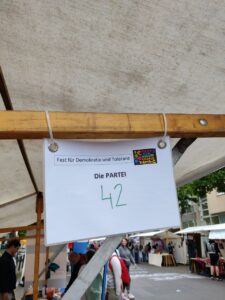 Fest für Demokratie und Toleranz
Die PARTEI
42